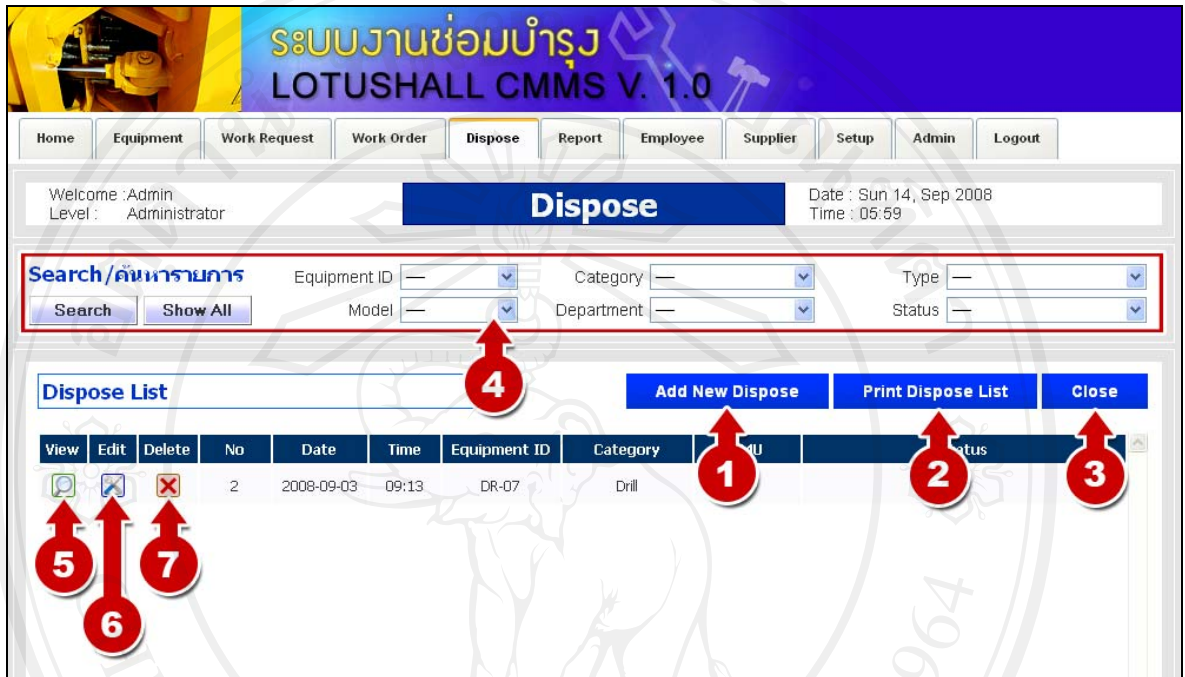 ระบบงานซ่อมบำรุง
LOTUSHALL CMMS V. 1.0
Home Equipment Work Request Work Order Dispose Report Employee Supplier Setup Admin Logout
Welcome :Admin
Level : Administrator
Dispose
Date : Sun 14, Sep 2008
Time : 05:59
Search/ค้นหารายการ Equipment ID — Category — Type —
Search Show All Model — Department — Status —
4
Dispose List Add New Dispose Print Dispose List Close
View Edit Delete No Date Time Equipment ID Category
2 2008-09-03 09:13 DR-07 Drill
1 2 3
5 7
6
1964